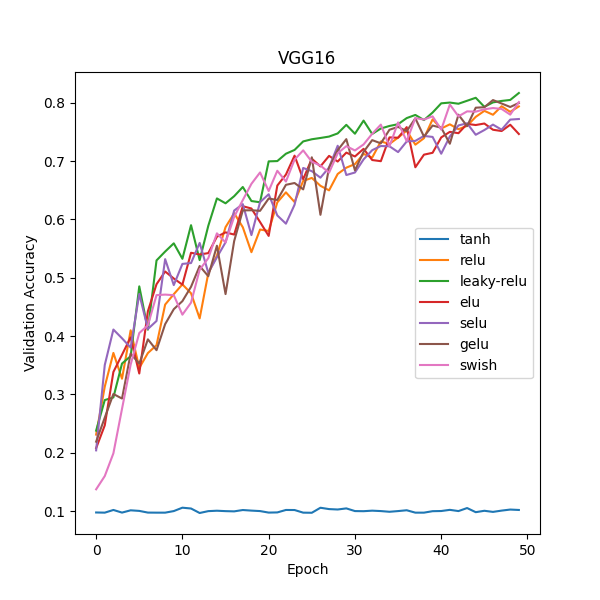 VGG16
Validation Accuracy
0.8
0.7
0.6
0.5
0.4
0.3
0.2
0.1
tanh
relu
leaky-relu
elu
selu
gelu
swish
0 10 20 30 40 50
Epoch